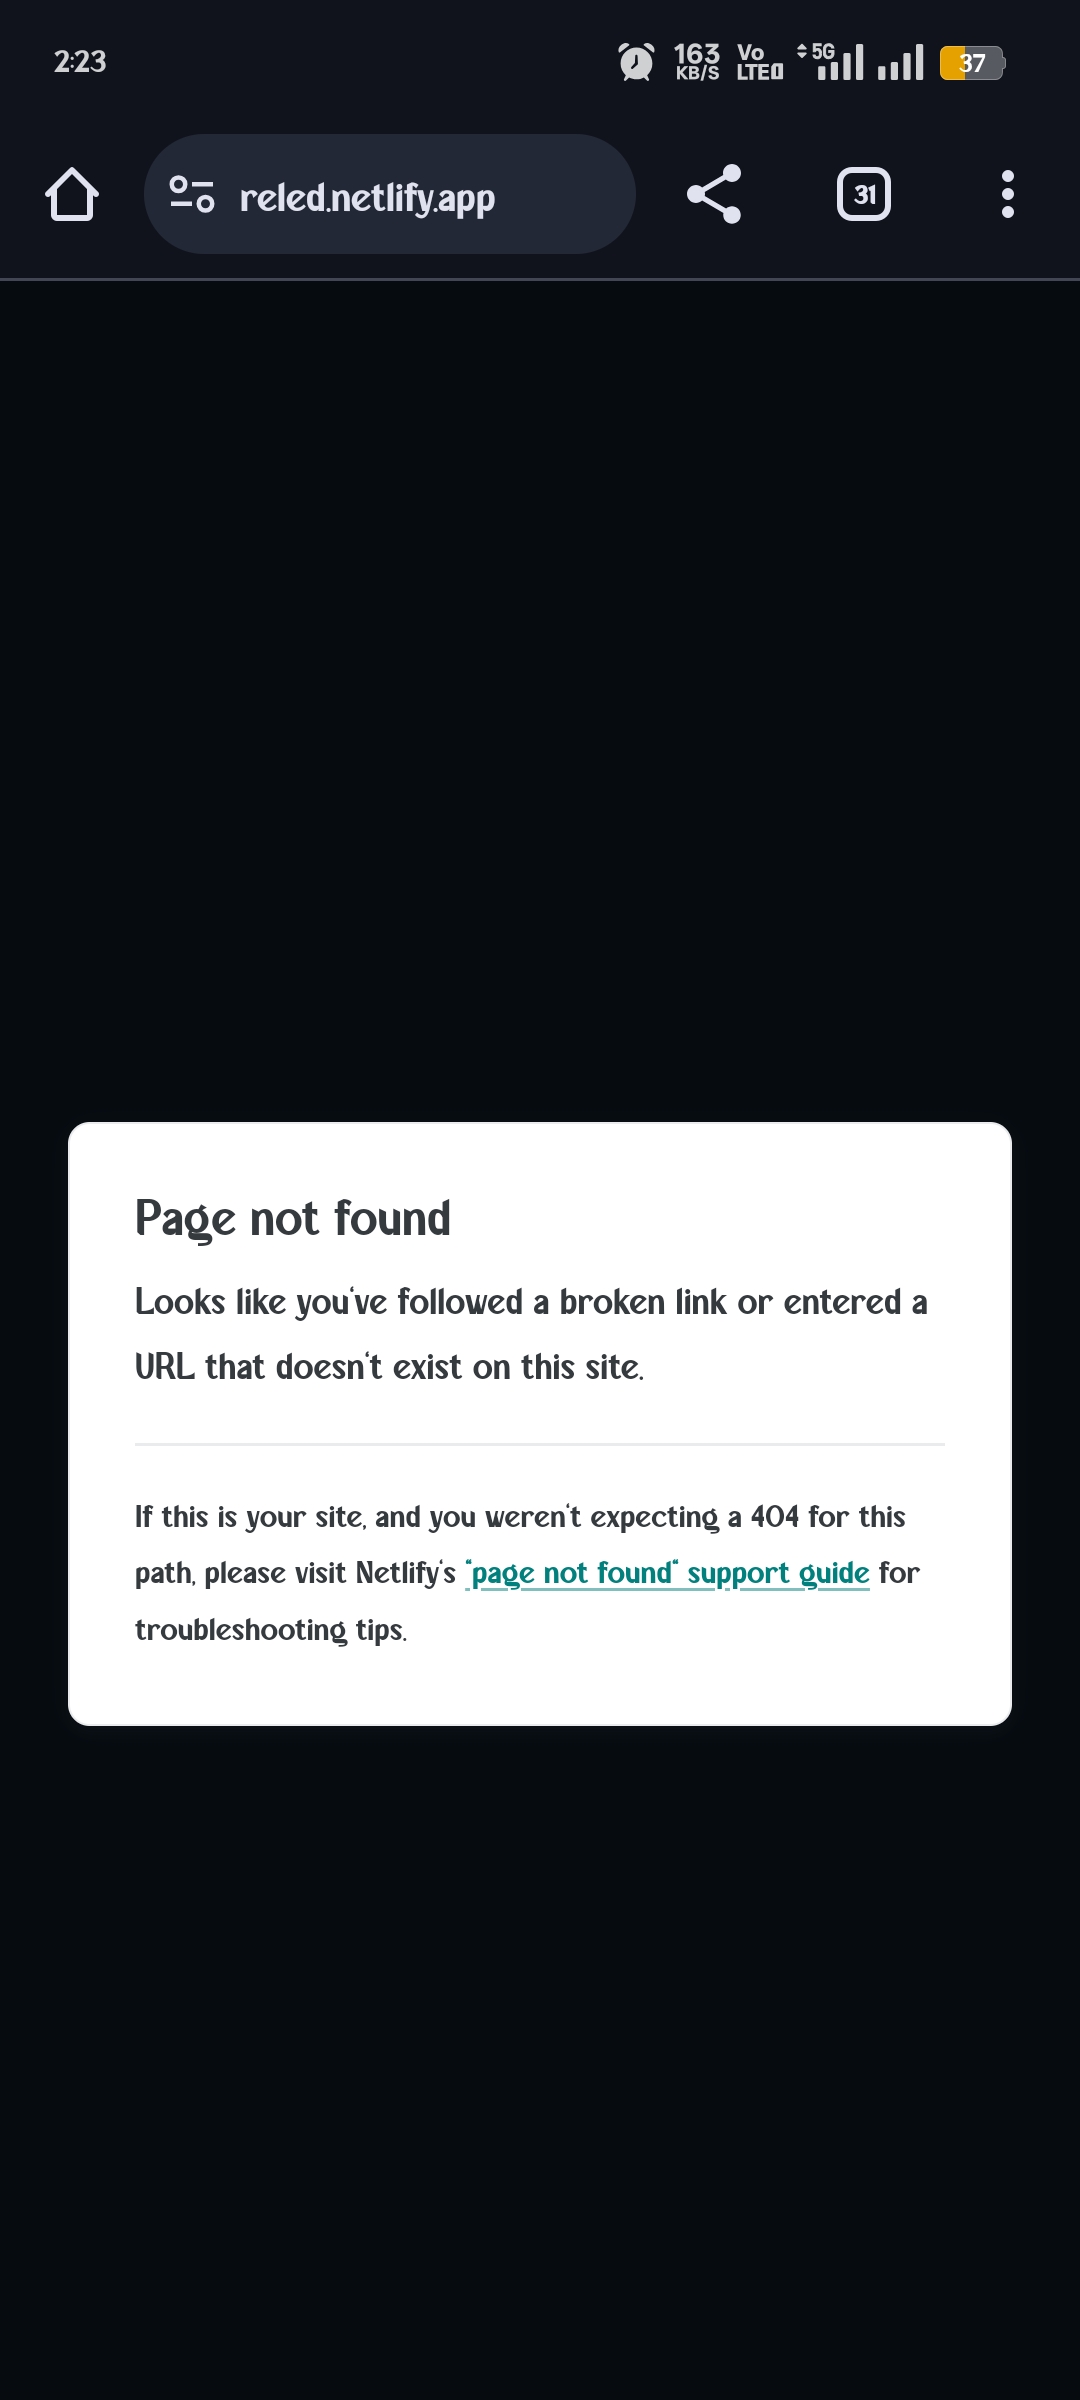 2:23
163
KB/S
Vo
LTE
5G
37
reled.netlify.app
31
Page not found
Looks like you've followed a broken link or entered a
URL that doesn't exist on this site.
If this is your site, and you weren't expecting a 404 for this
path, please visit Netlify's "page not found" support guide for
troubleshooting tips.